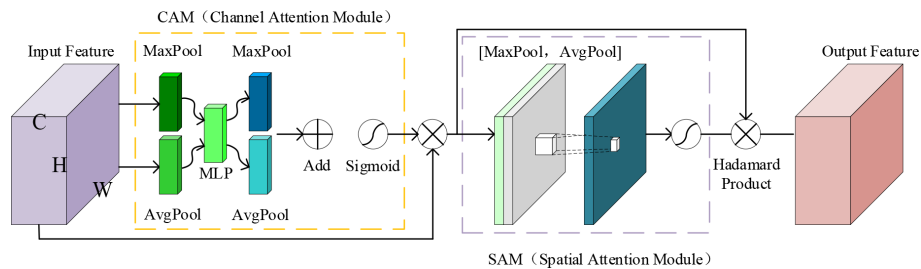 CAM（Channel Attention Module）
Input Feature
MaxPool
MaxPool
[MaxPool，AvgPool]
Output Feature
C
H
W
MLP
Add
Sigmoid
Hadamard
Product
AvgPool
AvgPool
SAM（Spatial Attention Module）